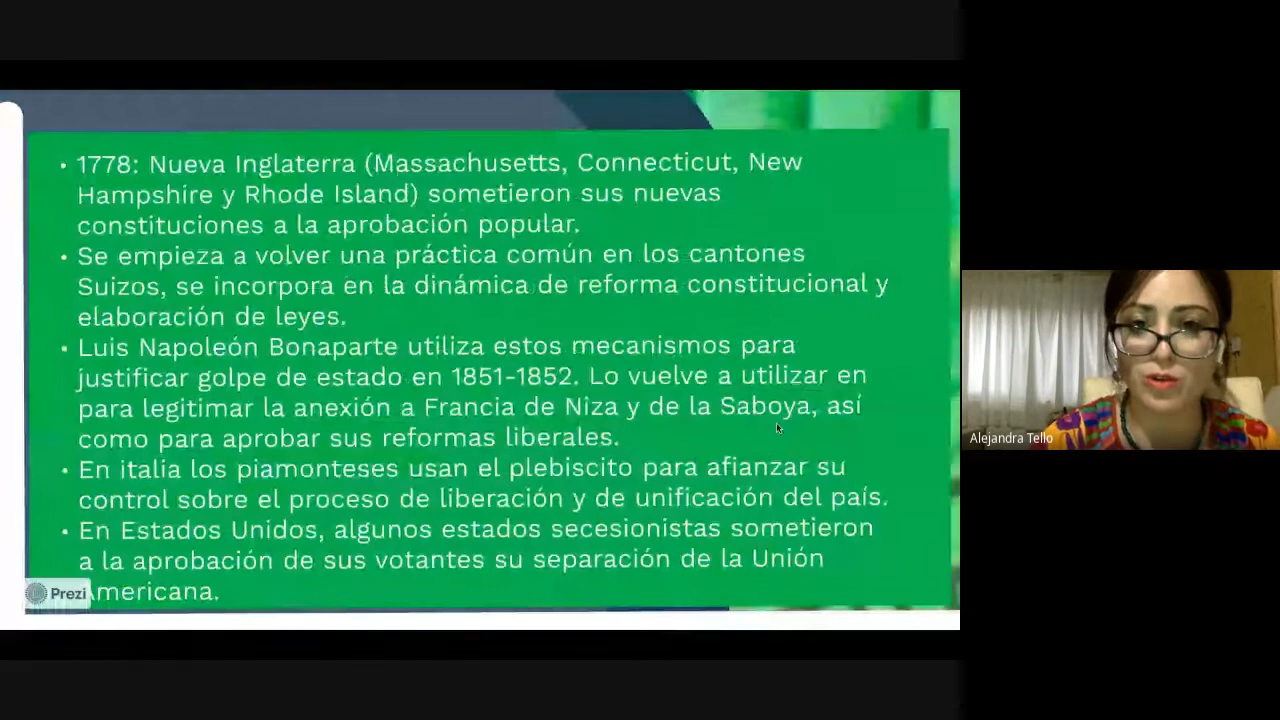 • 1778: Nueva Inglaterra (Massachusetts, Connecticut, New
Hampshire y Rhode Island) sometieron sus nuevas
constituciones a la aprobación popular.
• Se empieza a volver una práctica común en los cantones
Suizos, se incorpora en la dinámica de reforma constitucional y
elaboración de leyes.
• Luis Napoleón Bonaparte utiliza estos mecanismos para
justificar golpe de estado en 1851-1852. Lo vuelve a utilizar en
para legitimar la anexión a Francia de Niza y de la Saboya, así
como para aprobar sus reformas liberales.
• En italia los piamonteses usan el plebiscito para afianzar su
control sobre el proceso de liberación y de unificación del país.
• En Estados Unidos, algunos estados secesionistas sometieron
a la aprobación de sus votantes su separación de la Unión
Americana.
Prezi
Alejandra Tello